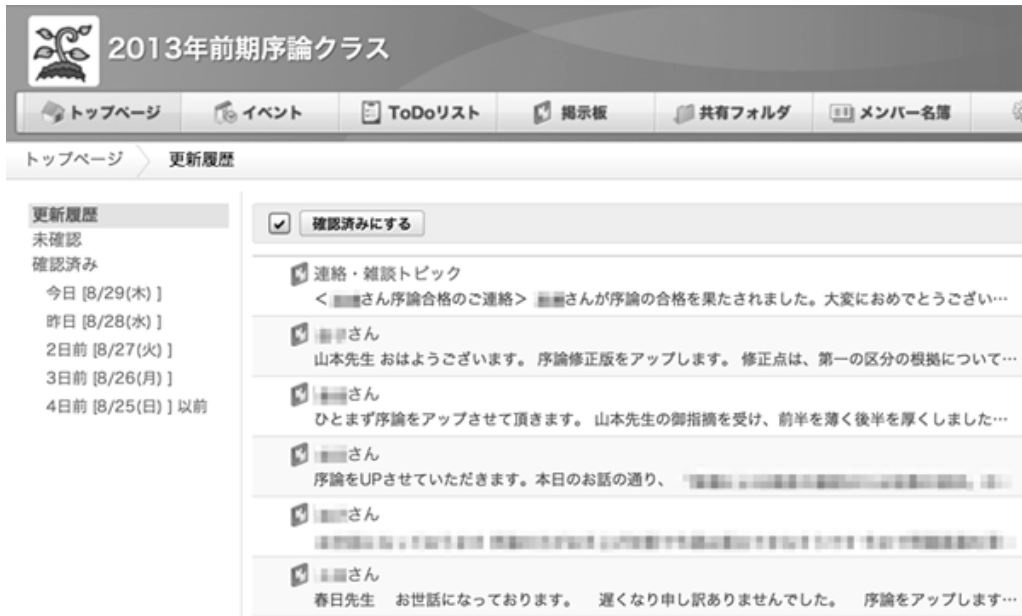 2013年前期序論クラス
トップページ イベント ToDoリスト 掲示板 共有フォルダ メンバー名簿
トップページ 更新履歴
更新履歴
未確認
確認済み
今日 [8/29(木) ]
昨日 [8/28(水) ]
2日前 [8/27(火) ]
3日前 [8/26(月) ]
4日前 [8/25(日) ] 以前
確認済みにする
連絡・雑談トピック
< さん序論合格のご連絡> さんが序論の合格を果たされました。大変におめでとうござい…
さん
山本先生 おはようございます。 序論修正版をアップします。 修正点は、第一の区分の根拠について…
さん
ひとまず序論をアップさせて頂きます。 山本先生の御指摘を受け、前半を薄く後半を厚くしました…
さん
序論をUPさせていただきます。本日のお話の通り、
さん
さん
春日先生 お世話になっております。 遅くなり申し訳ありませんでした。 序論をアップします…